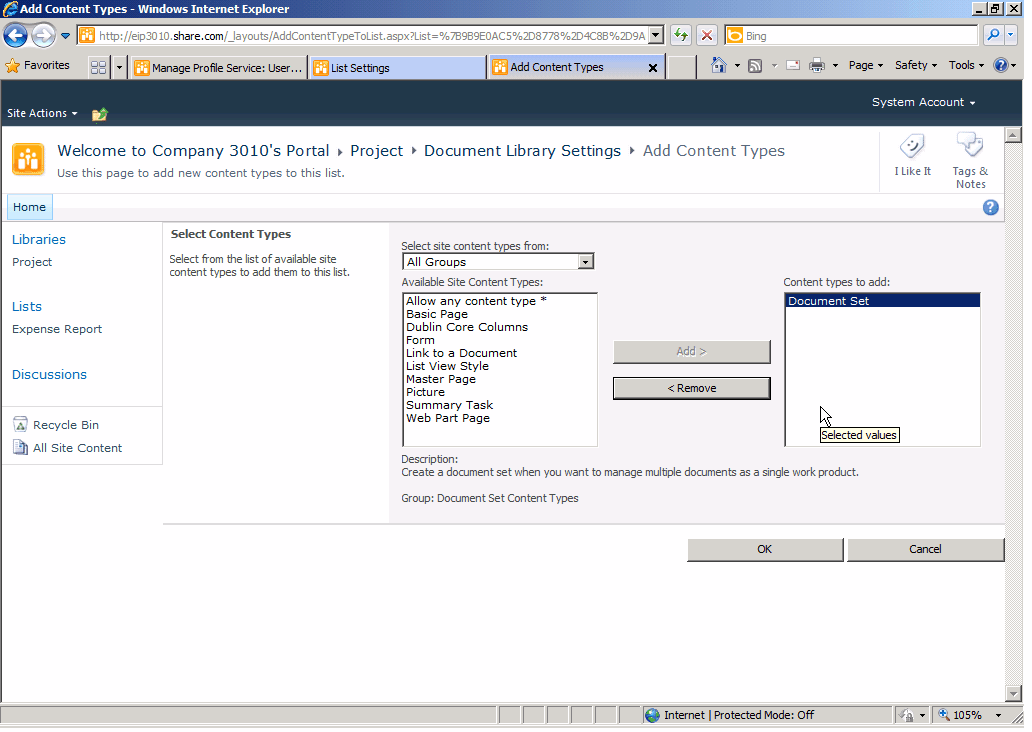 Add Content Types - Windows Internet Explorer
http://eip3010.share.com/_layouts/AddContentTypeToList.aspx?List=%7B9B9E0AC5%2D8778%2D4C8B%2D9A
Bing
Favorites
Manage Profile Service: User...
List Settings
Add Content Types
Page
Safety
Tools
System Account
Site Actions
Welcome to Company 3010's Portal
Project
Document Library Settings
Add Content Types
Use this page to add new content types to this list.
I Like It
Tags &
Notes
Home
Libraries
Project
Lists
Expense Report
Discussions
Recycle Bin
All Site Content
Select Content Types
Select from the list of available site
content types to add them to this list.
Select site content types from:
All Groups
Available Site Content Types:
Allow any content type *
Basic Page
Dublin Core Columns
Form
Link to a Document
List View Style
Master Page
Picture
Summary Task
Web Part Page
Add >
< Remove
Content types to add:
Document Set
Selected values
Description:
Create a document set when you want to manage multiple documents as a single work product.
Group: Document Set Content Types
OK
Cancel
Internet | Protected Mode: Off
105%